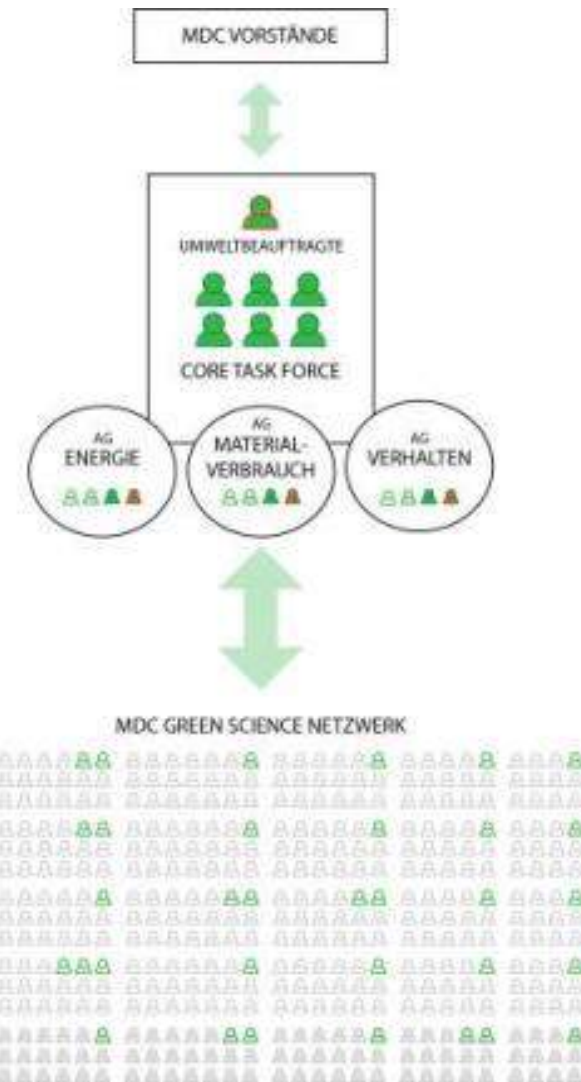 MDC VORSTÄNDE
UMWELTBEAUFTRAGTE
CORE TASK FORCE
AG
ENERGIE
AG
MATERIAL-
VERBRAUCH
AG
VERHALTEN
MDC GREEN SCIENCE NETZWERK